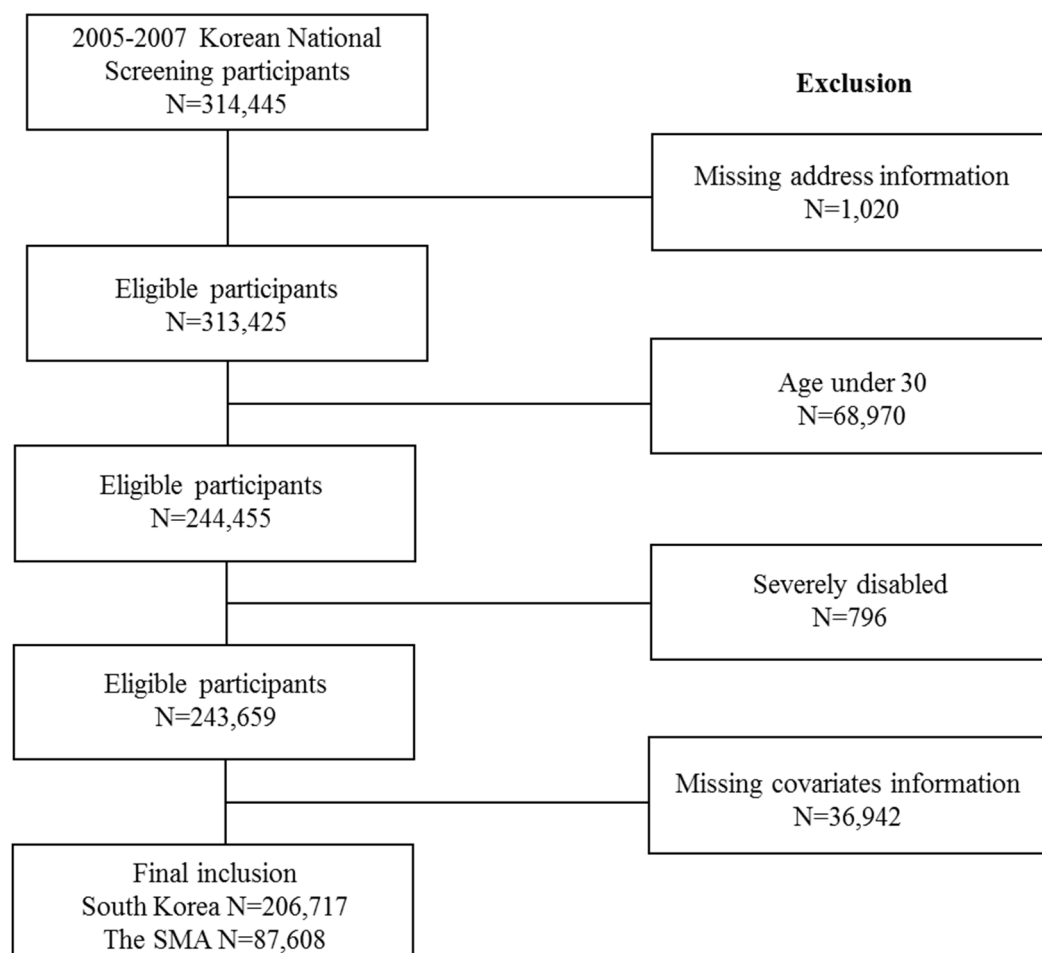 2005-2007 Korean National
Screening participants
N=314,445
Exclusion
Missing address information
N=1,020
Eligible participants
N=313,425
Age under 30
N=68,970
Eligible participants
N=244,455
Severely disabled
N=796
Eligible participants
N=243,659
Missing covariates information
N=36,942
Final inclusion
South Korea N=206,717
The SMA N=87,608